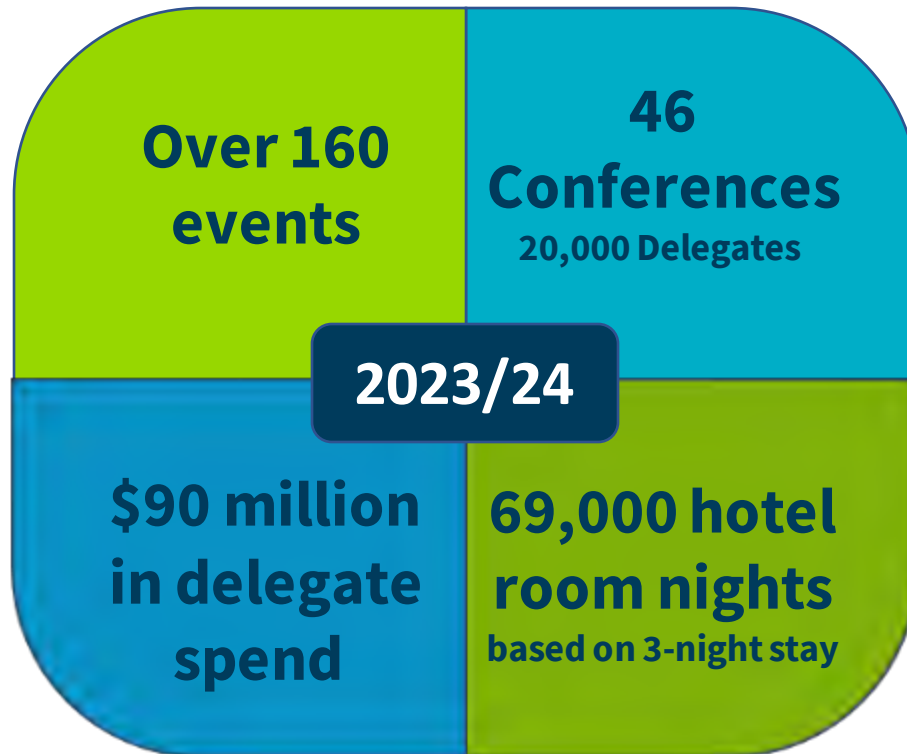 Over 160
events
46
Conferences
20,000 Delegates
2023/24
$90 million
in delegate
spend
69,000 hotel
room nights
based on 3-night stay